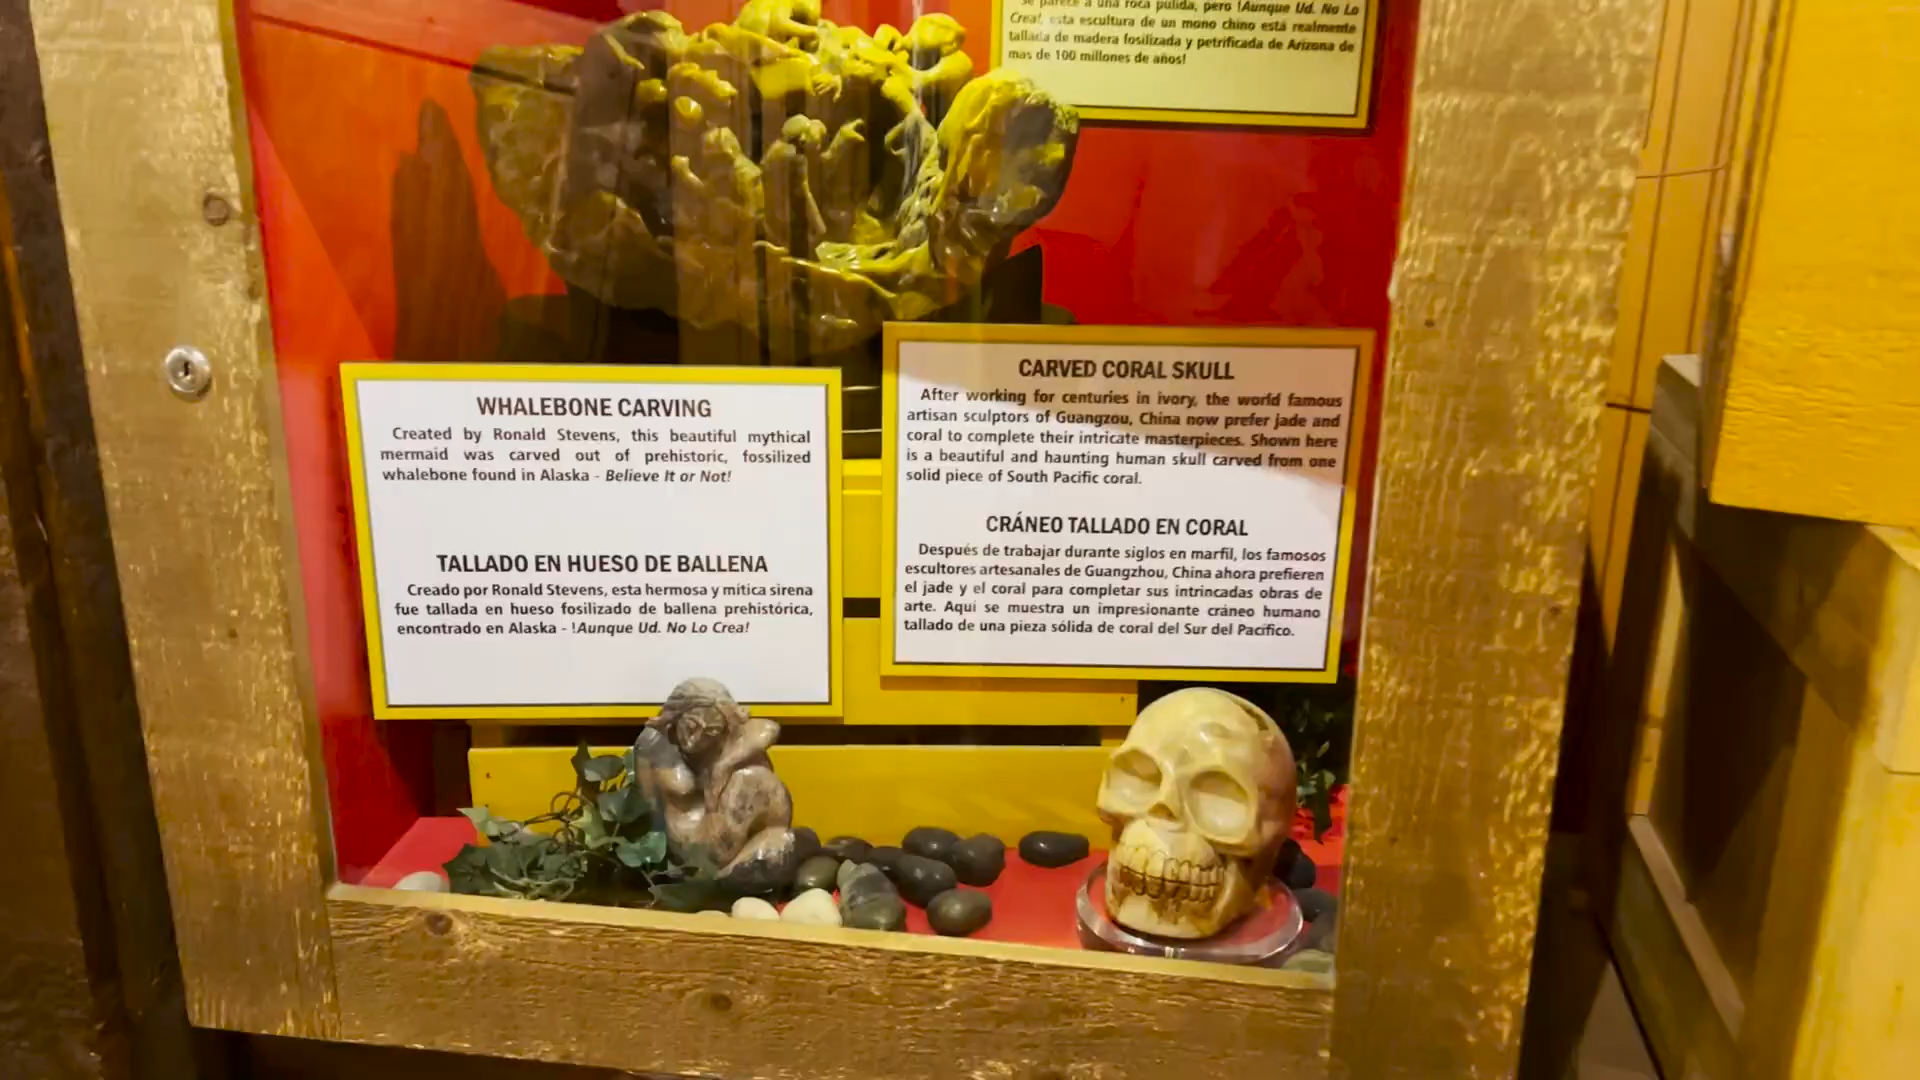 Se parece a una roca pulida, pero !Aunque Ud. No Lo
Crea!, esta escultura de un mono chino está realmente
tallada de madera fosilizada y petrificada de Arizona de
mas de 100 millones de años!
WHALEBONE CARVING
Created by Ronald Stevens, this beautiful mythical
mermaid was carved out of prehistoric, fossilized
whalebone found in Alaska - Believe It or Not!
TALLADO EN HUESO DE BALLENA
Creado por Ronald Stevens, esta hermosa y mítica sirena
fue tallada en hueso fosilizado de ballena prehistórica,
encontrado en Alaska - !Aunque Ud. No Lo Crea!
CARVED CORAL SKULL
After working for centuries in ivory, the world famous
artisan sculptors of Guangzou, China now prefer jade and
coral to complete their intricate masterpieces. Shown here
is a beautiful and haunting human skull carved from one
solid piece of South Pacific coral.
CRÁNEO TALLADO EN CORAL
Después de trabajar durante siglos en marfil, los famosos
escultores artesanales de Guangzhou, China ahora prefieren
el jade y el coral para completar sus intrincadas obras de
arte. Aquí se muestra un impresionante cráneo humano
tallado de una pieza sólida de coral del Sur del Pacífico.